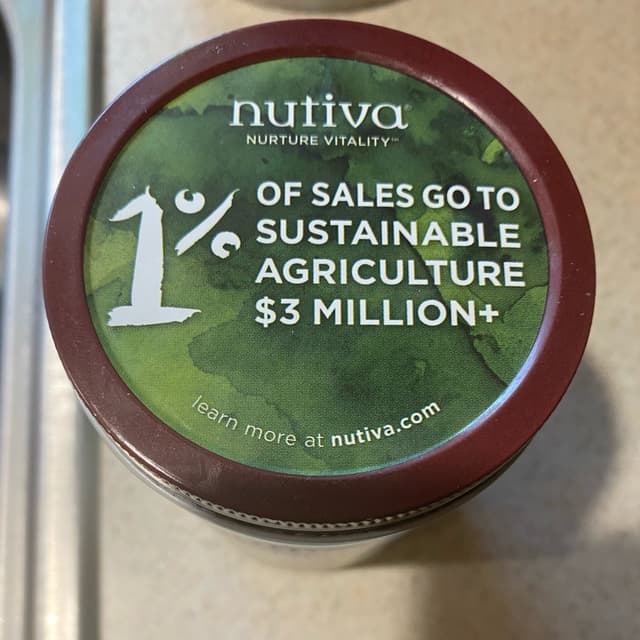 nutiva®
NURTURE VITALITY™
1% OF SALES GO TO
SUSTAINABLE
AGRICULTURE
$3 MILLION+
learn more at nutiva.com